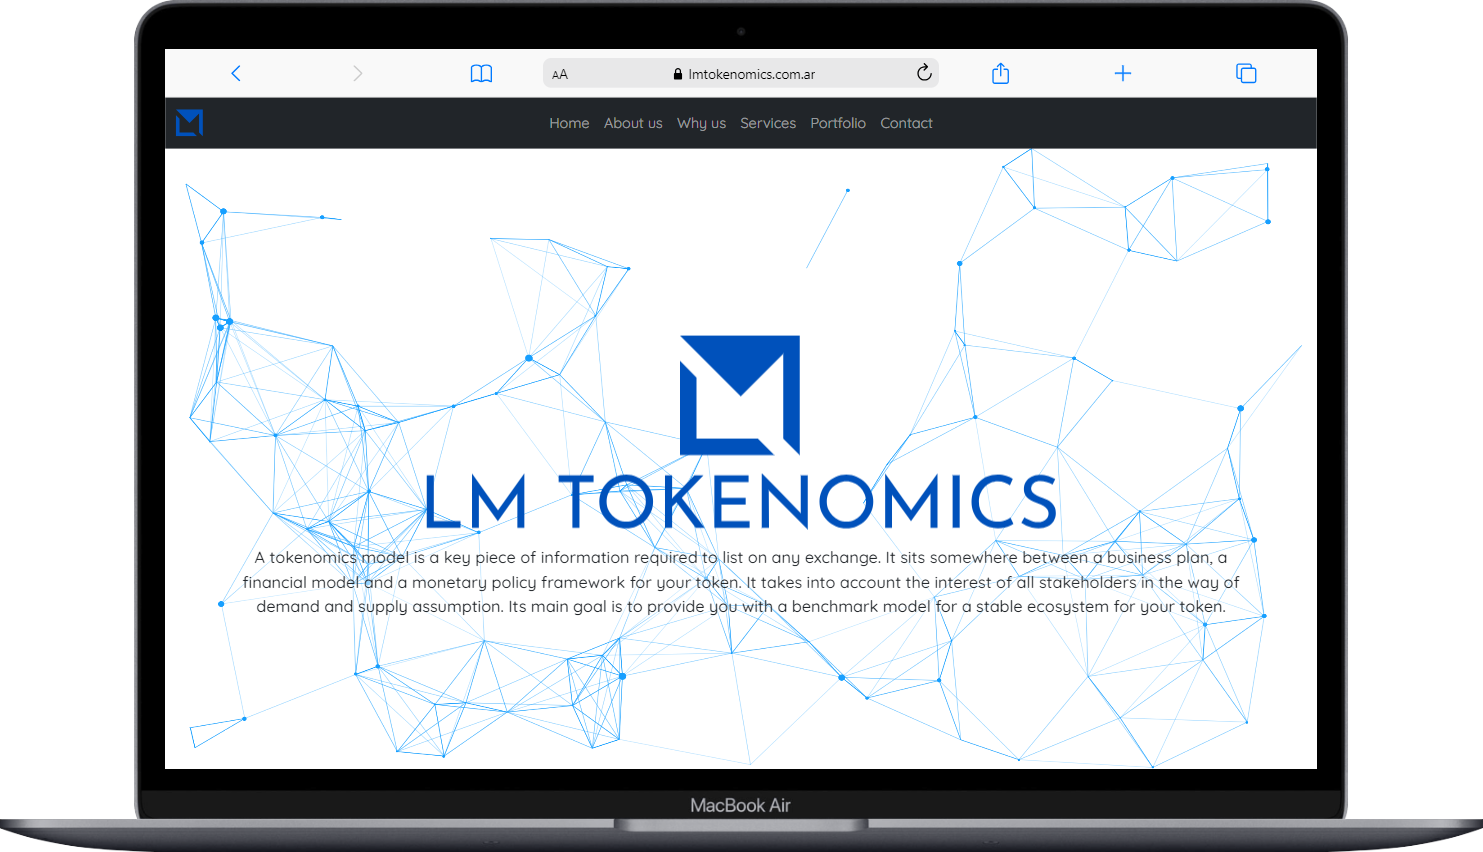 AA lmtokenomics.com.ar
Home About us Why us Services Portfolio Contact
LM TOKENOMICS
A tokenomics model is a key piece of information required to list on any exchange. It sits somewhere between a business plan, a
financial model and a monetary policy framework for your token. It takes into account the interest of all stakeholders in the way of
demand and supply assumption. Its main goal is to provide you with a benchmark model for a stable ecosystem for your token.
MacBook Air